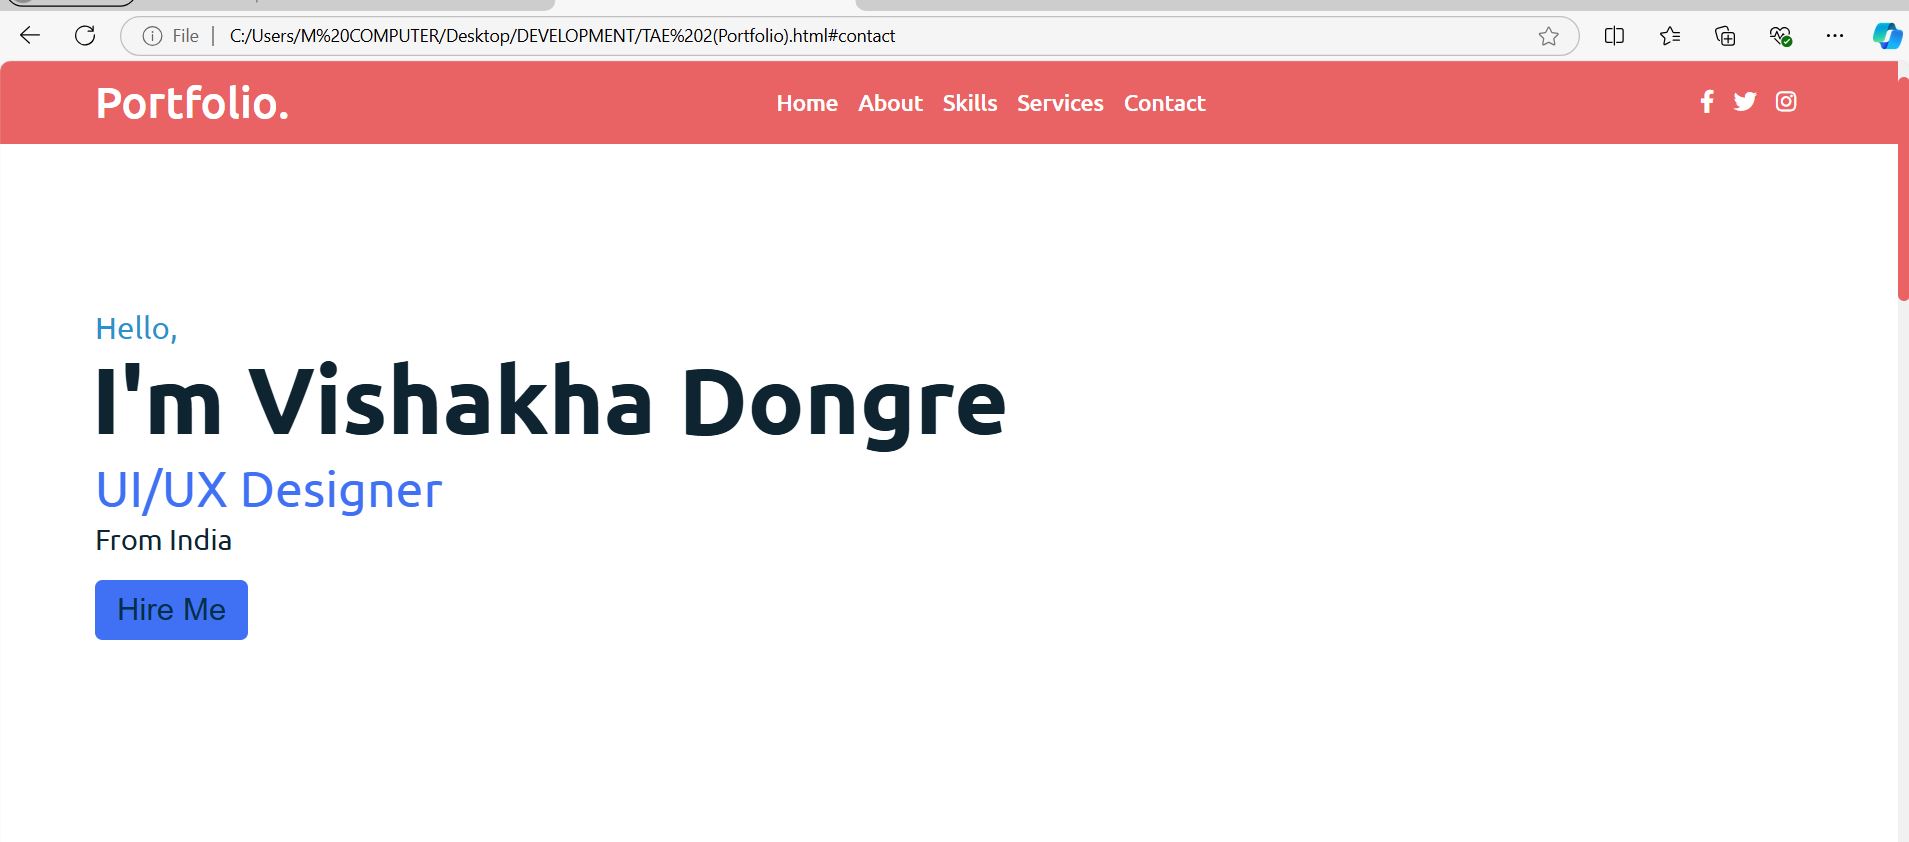 File | C:/Users/M%20COMPUTER/Desktop/DEVELOPMENT/TAE%202(Portfolio).html#contact
Portfolio. Home About Skills Services Contact
Hello,
I'm Vishakha Dongre
UI/UX Designer
From India
Hire Me